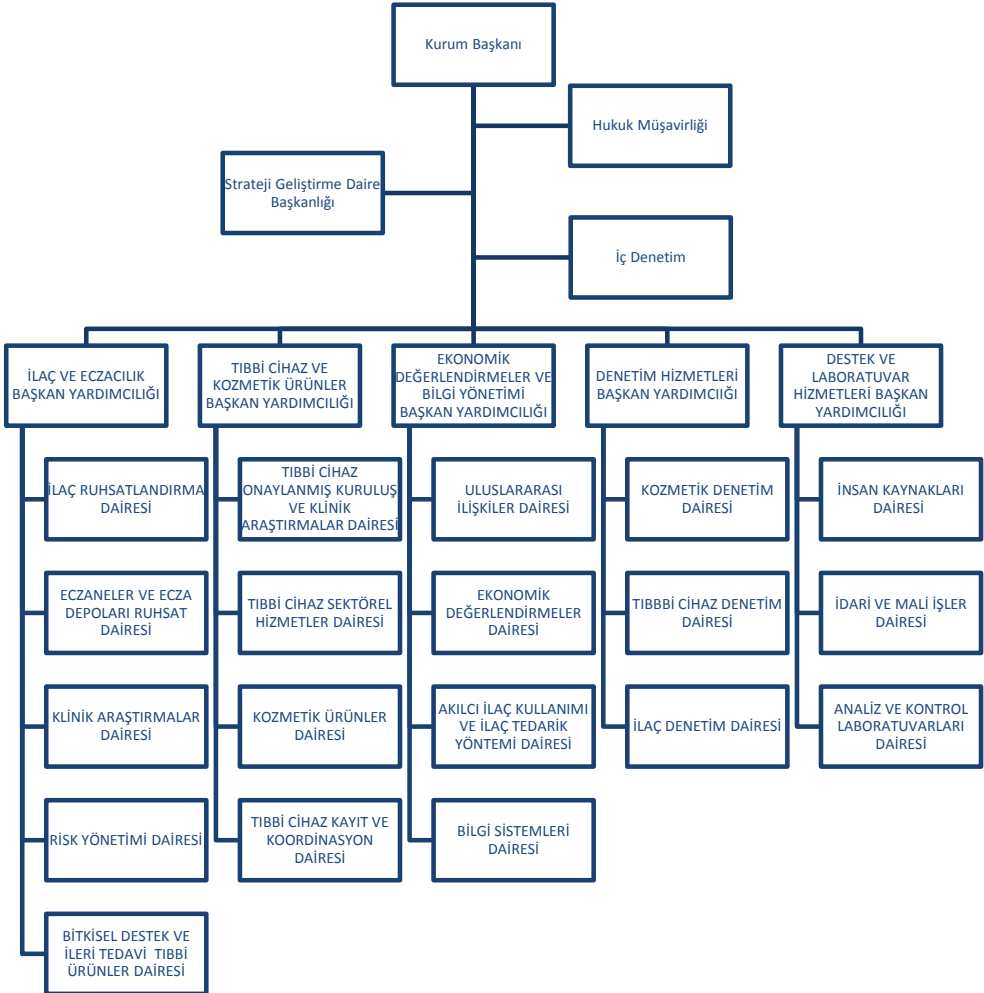 Kurum Başkanı
Hukuk Müşavirliği
Strateji Geliştirme Daire
Başkanlığı
İç Denetim
İLAÇ VE ECZACILIK
BAŞKAN YARDIMCILIĞI
TIBBİ CİHAZ VE
KOZMETİK ÜRÜNLER
BAŞKAN YARDIMCILIĞI
EKONOMİK
DEĞERLENDİRMELER VE
BİLGİ YÖNETİMİ
BAŞKAN YARDIMCILIĞI
DENETİM HİZMETLERİ
BAŞKAN YARDIMCIIĞI
DESTEK VE
LABORATUVAR
HİZMETLERİ BAŞKAN
YARDIMCILIĞI
İLAÇ RUHSATLANDIRMA
DAİRESİ
ECZANELER VE ECZA
DEPOLARI RUHSAT
DAİRESİ
KLİNİK ARAŞTIRMALAR
DAİRESİ
RİSK YÖNETİMİ DAİRESİ
BİTKİSEL DESTEK VE
İLERİ TEDAVİ TIBBİ
ÜRÜNLER DAİRESİ
TIBBİ CİHAZ
ONAYLANMIŞ KURULUŞ
VE KLİNİK
ARAŞTIRMALAR DAİRESİ
TIBBİ CİHAZ SEKTÖREL
HİZMETLER DAİRESİ
KOZMETİK ÜRÜNLER
DAİRESİ
TIBBİ CİHAZ KAYIT VE
KOORDİNASYON
DAİRESİ
ULUSLARARASI
İLİŞKİLER DAİRESİ
EKONOMİK
DEĞERLENDİRMELER
DAİRESİ
AKILCI İLAÇ KULLANIMI
VE İLAÇ TEDARİK
YÖNTEMİ DAİRESİ
BİLGİ SİSTEMLERİ
DAİRESİ
KOZMETİK DENETİM
DAİRESİ
TIBBBİ CİHAZ DENETİM
DAİRESİ
İLAÇ DENETİM DAİRESİ
İNSAN KAYNAKLARI
DAİRESİ
İDARİ VE MALİ İŞLER
DAİRESİ
ANALİZ VE KONTROL
LABORATUVARLARI
DAİRESİ